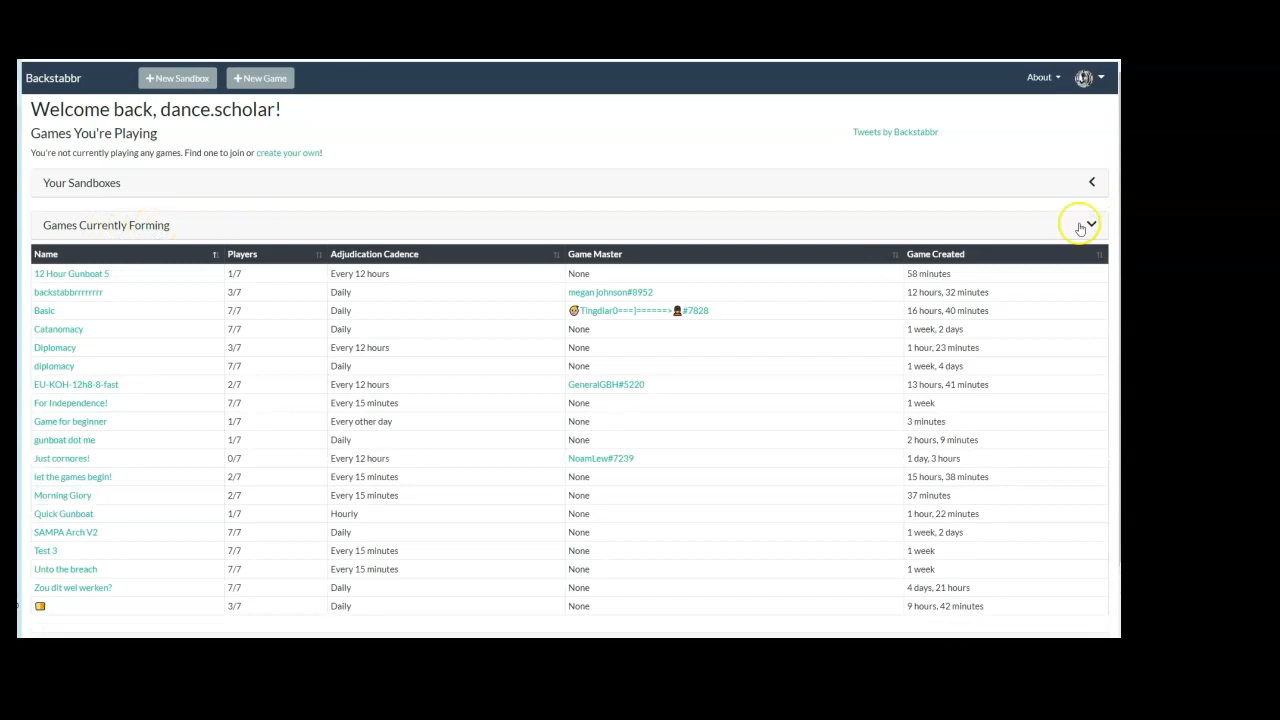 Backstabbr + New Sandbox + New Game About
Welcome back, dance.scholar!
Games You're Playing
Tweets by Backstabbr
You're not currently playing any games. Find one to join or create your own!
Your Sandboxes
Games Currently Forming
Name Players Adjudication Cadence Game Master Game Created
12 Hour Gunboat 5 1/7 Every 12 hours None 58 minutes
backstabbrrrrrrrr 3/7 Daily megan johnson#8952 12 hours, 32 minutes
Basic 7/7 Daily 16 hours, 40 minutes
Catanomacy 7/7 Daily None 1 week, 2 days
Diplomacy 3/7 Every 12 hours None 1 hour, 23 minutes
diplomacy 7/7 Daily None 1 week, 4 days
EU-KOH-12h8-8-fast 2/7 Every 12 hours GeneralGBH#5220 13 hours, 41 minutes
For Independence! 7/7 Every 15 minutes None 1 week
Game for beginner 1/7 Every other day None 3 minutes
gunboat dot me 1/7 Daily None 2 hours, 9 minutes
Just cornores! 0/7 Every 12 hours NoamLew#7239 1 day, 3 hours
let the games begin! 2/7 Every 15 minutes None 15 hours, 38 minutes
Morning Glory 2/7 Every 15 minutes None 37 minutes
Quick Gunboat 1/7 Hourly None 1 hour, 22 minutes
SAMPA Arch V2 7/7 Daily None 1 week, 2 days
Test 3 7/7 Every 15 minutes None 1 week
Unto the breach 7/7 Every 15 minutes None 1 week
Zou dit wel werken? 7/7 Daily None 4 days, 21 hours
3/7 Daily None 9 hours, 42 minutes